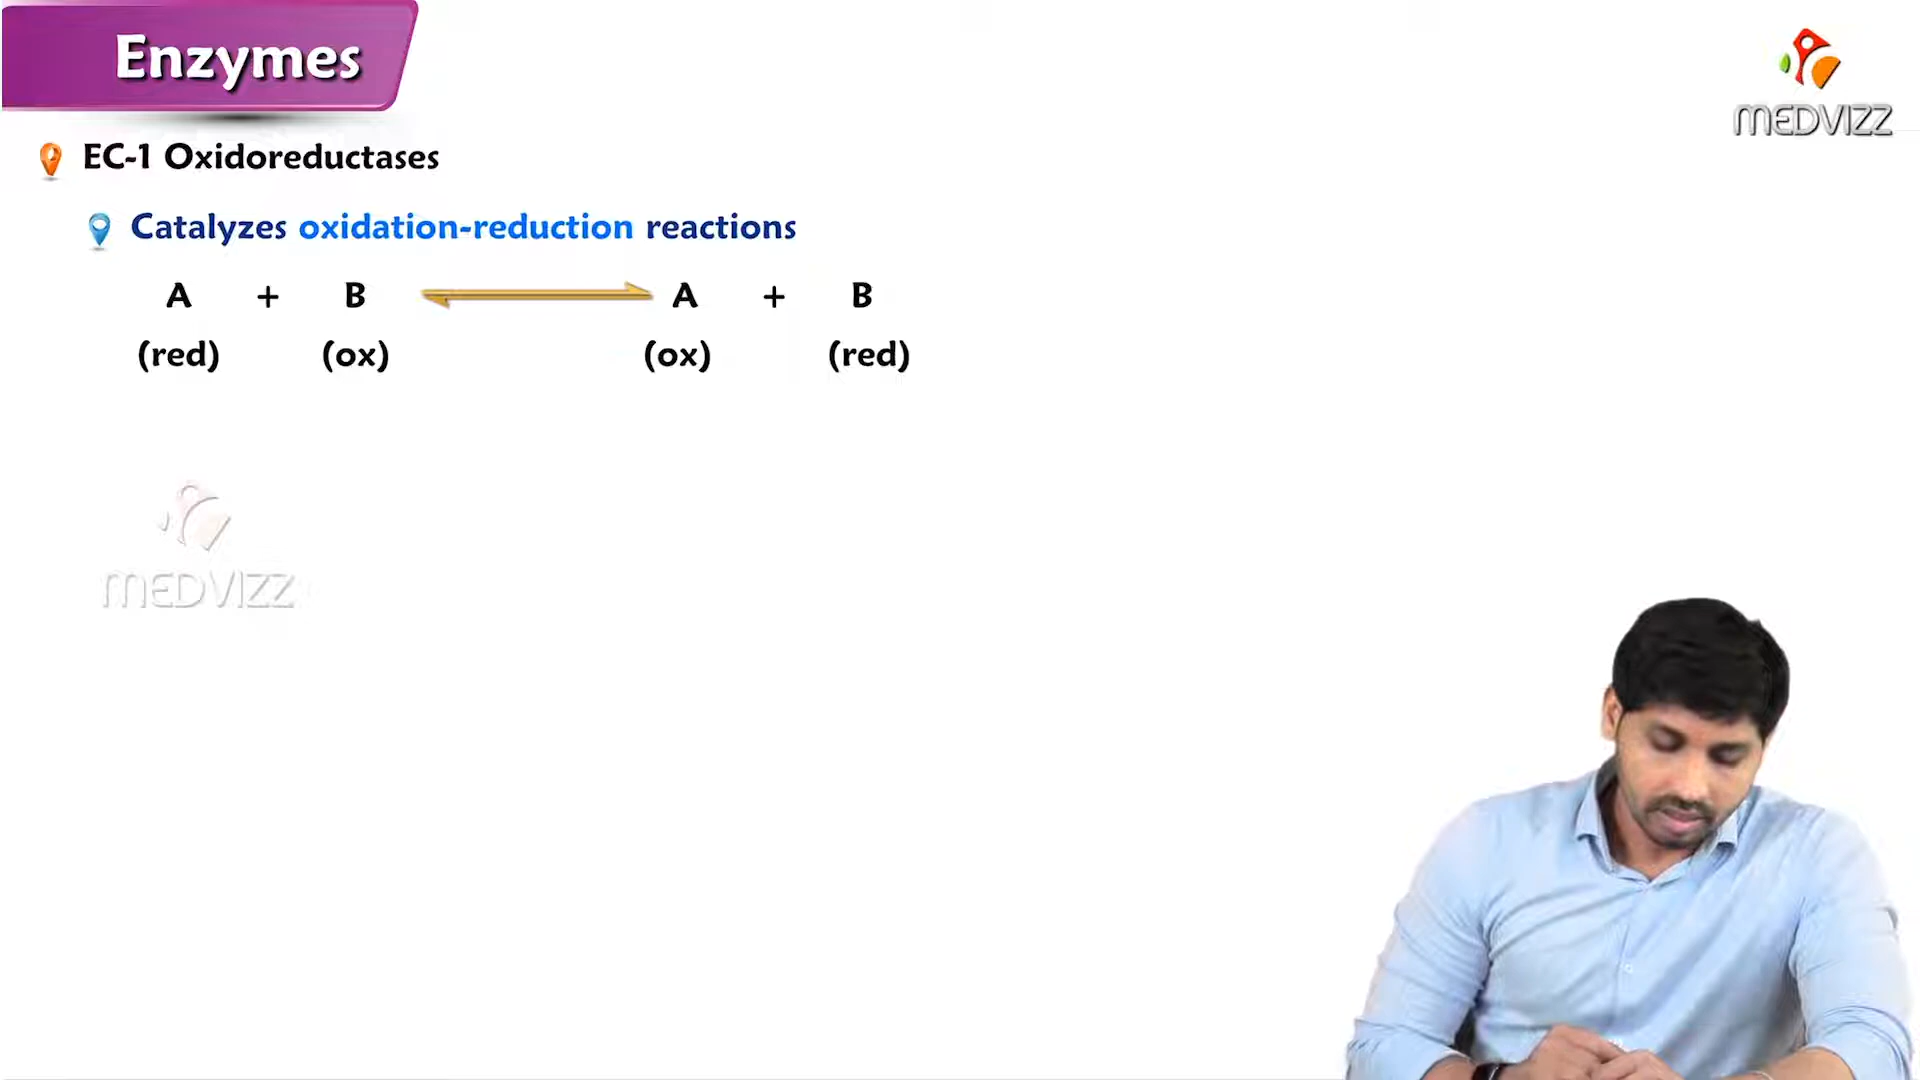 Enzymes
MEDVIZZ
EC-1 Oxidoreductases
Catalyzes oxidation-reduction reactions
A + B A + B
(red) (ox) (ox) (red)
MEDVIZZ